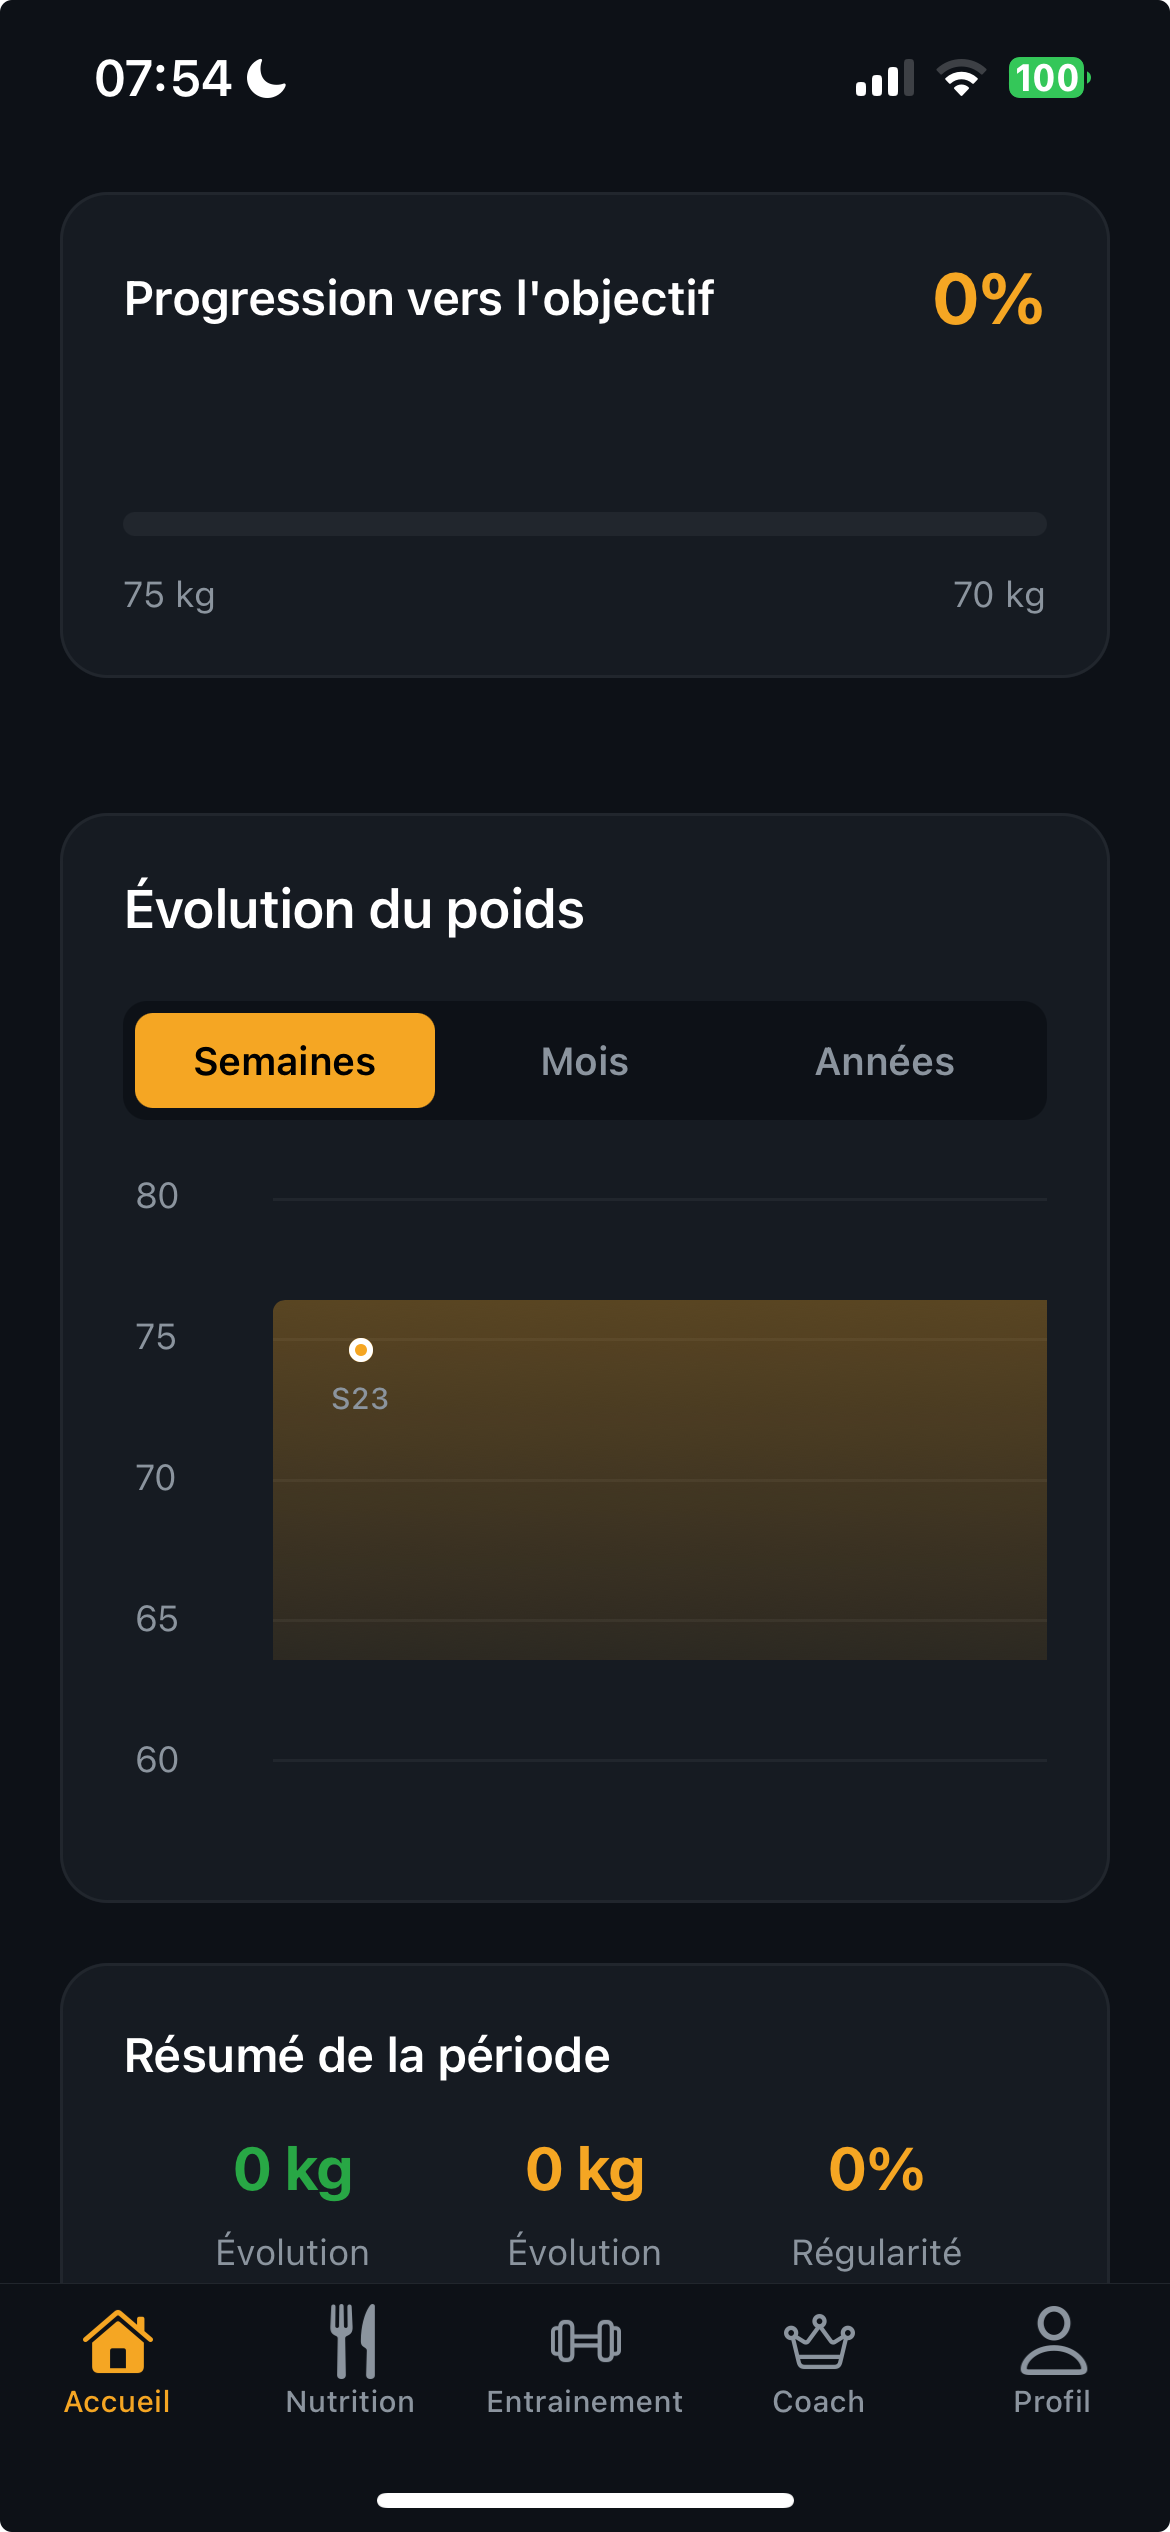 07:54
100
Progression vers l'objectif
0%
75 kg
70 kg
Évolution du poids
Semaines
Mois
Années
80
75
S23
70
65
60
Résumé de la période
0 kg
0 kg
0%
Évolution
Évolution
Régularité
Accueil
Nutrition
Entrainement
Coach
Profil